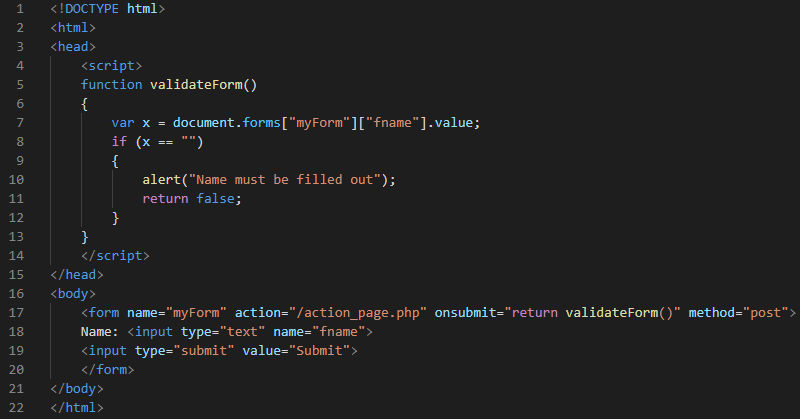 1 <!DOCTYPE html>
2 <html>
3 <head>
4 <script>
5 function validateForm()
6 {
7 var x = document.forms["myForm"]["fname"].value;
8 if (x == "")
9 {
10 alert("Name must be filled out");
11 return false;
12 }
13 }
14 </script>
15 </head>
16 <body>
17 <form name="myForm" action="/action_page.php" onsubmit="return validateForm()" method="post">
18 Name: <input type="text" name="fname">
19 <input type="submit" value="Submit">
20 </form>
21 </body>
22 </html>